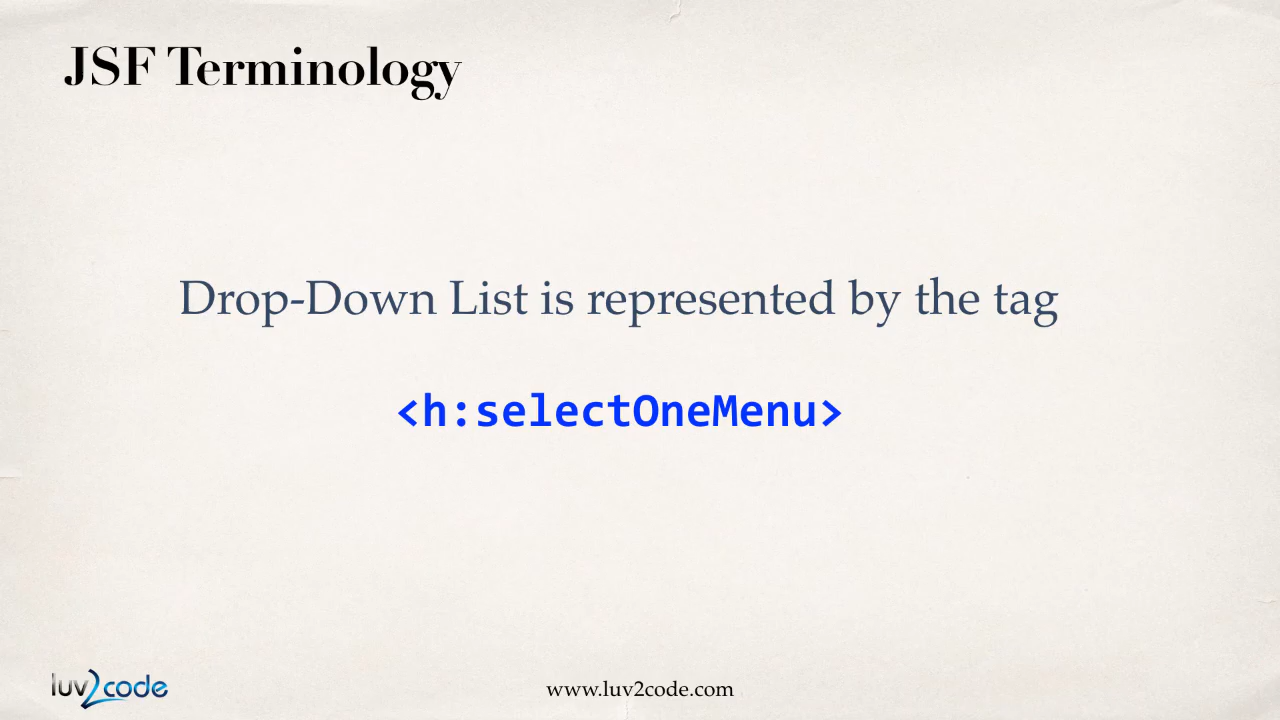 JSF Terminology
Drop-Down List is represented by the tag
<h:selectOneMenu>
luv2code
www.luv2code.com